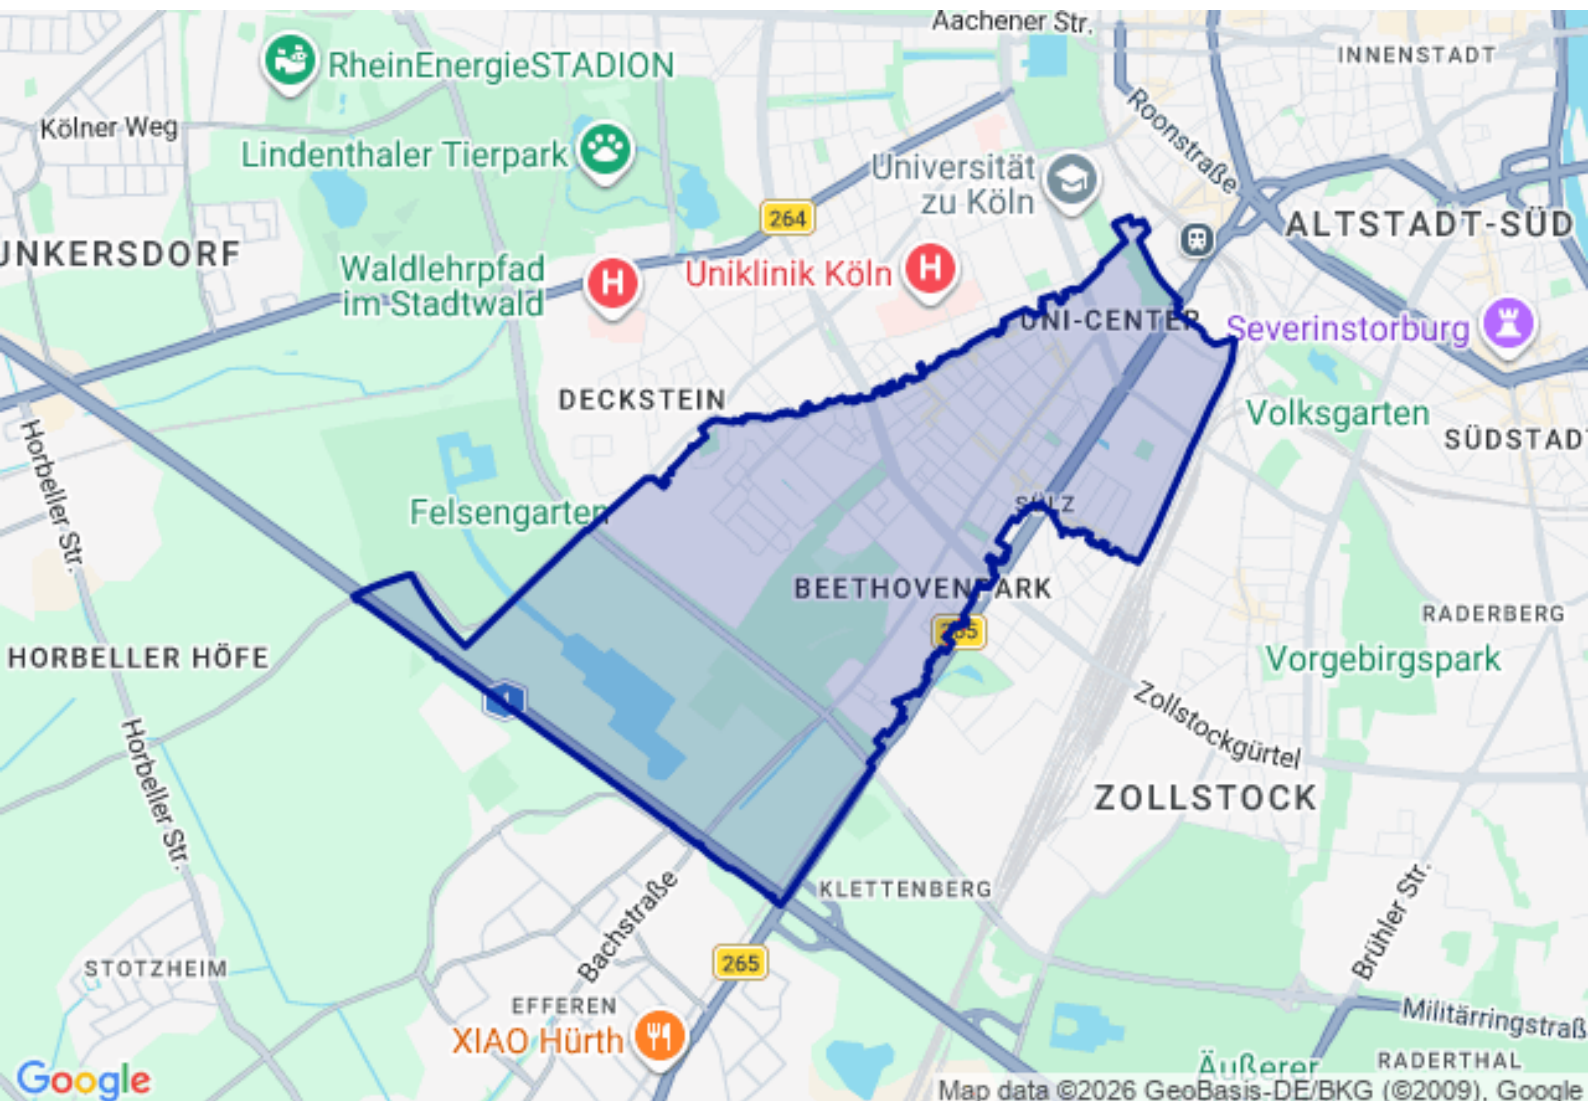 Aachener Str.
INNENSTADT
RheinEnergieSTADION
Kölner Weg
Roonstraße
Lindenthaler Tierpark
Universität
zu Köln
264
ALTSTADT-SÜD
UNKERSDORF
Waldlehrpfad
im Stadtwald
Uniklinik Köln
UNI-CENTER
Severinstorburg
DECKSTEIN
Volksgarten
Horbeller Str.
SÜDSTADT
Felsengarten
SÜLZ
BEETHOVENPARK
RADERBERG
265
HORBELLER HÖFE
Vorgebirgspark
1
Zollstockgürtel
Horbeller Str.
ZOLLSTOCK
KLETTENBERG
Bachstraße
Brühler Str.
STOTZHEIM
265
EFFEREN
XIAO Hürth
Militärringstraß
Äußerer
RADERTHAL
Google
Map data ©2026 GeoBasis-DE/BKG (©2009), Google